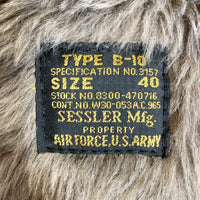 TYPE B-10
SPECIFICATION NO.3157
SIZE 40
STOCK NO.8300-470716
CONT.NO.W30-053A.C.965
SESSLER Mfg.
PROPERTY
AIR FORCE, U.S. ARMY